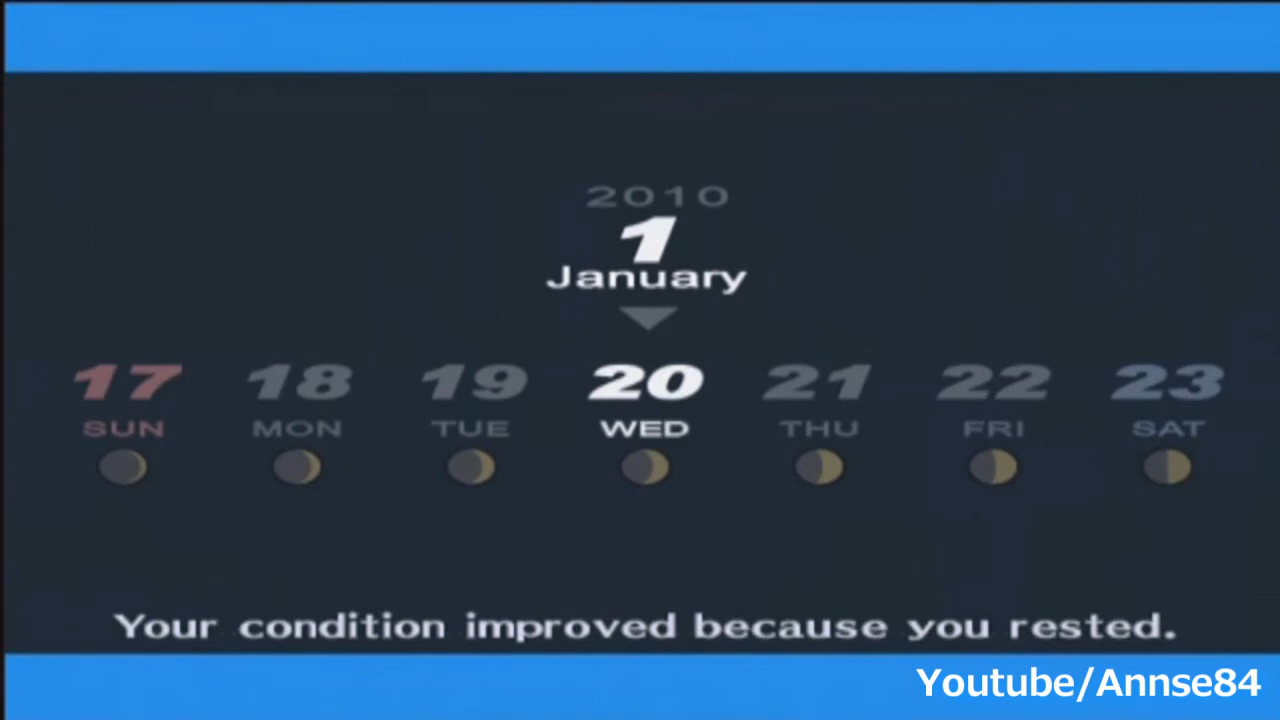 2010
1
January
17 18 19 20 21 22 23
SUN MON TUE WED THU FRI SAT
Your condition improved because you rested.
Youtube/Annse84